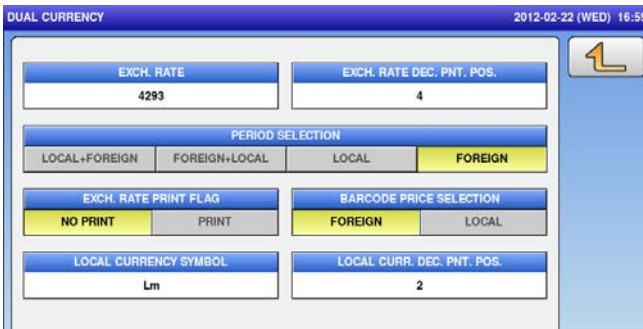 DUAL CURRENCY 2012-02-22 (WED) 16:59
EXCH. RATE EXCH. RATE DEC. PNT. POS.
4293 4
PERIOD SELECTION
LOCAL+FOREIGN FOREIGN+LOCAL LOCAL FOREIGN
EXCH. RATE PRINT FLAG BARCODE PRICE SELECTION
NO PRINT PRINT FOREIGN LOCAL
LOCAL CURRENCY SYMBOL LOCAL CURR. DEC. PNT. POS.
Lm 2